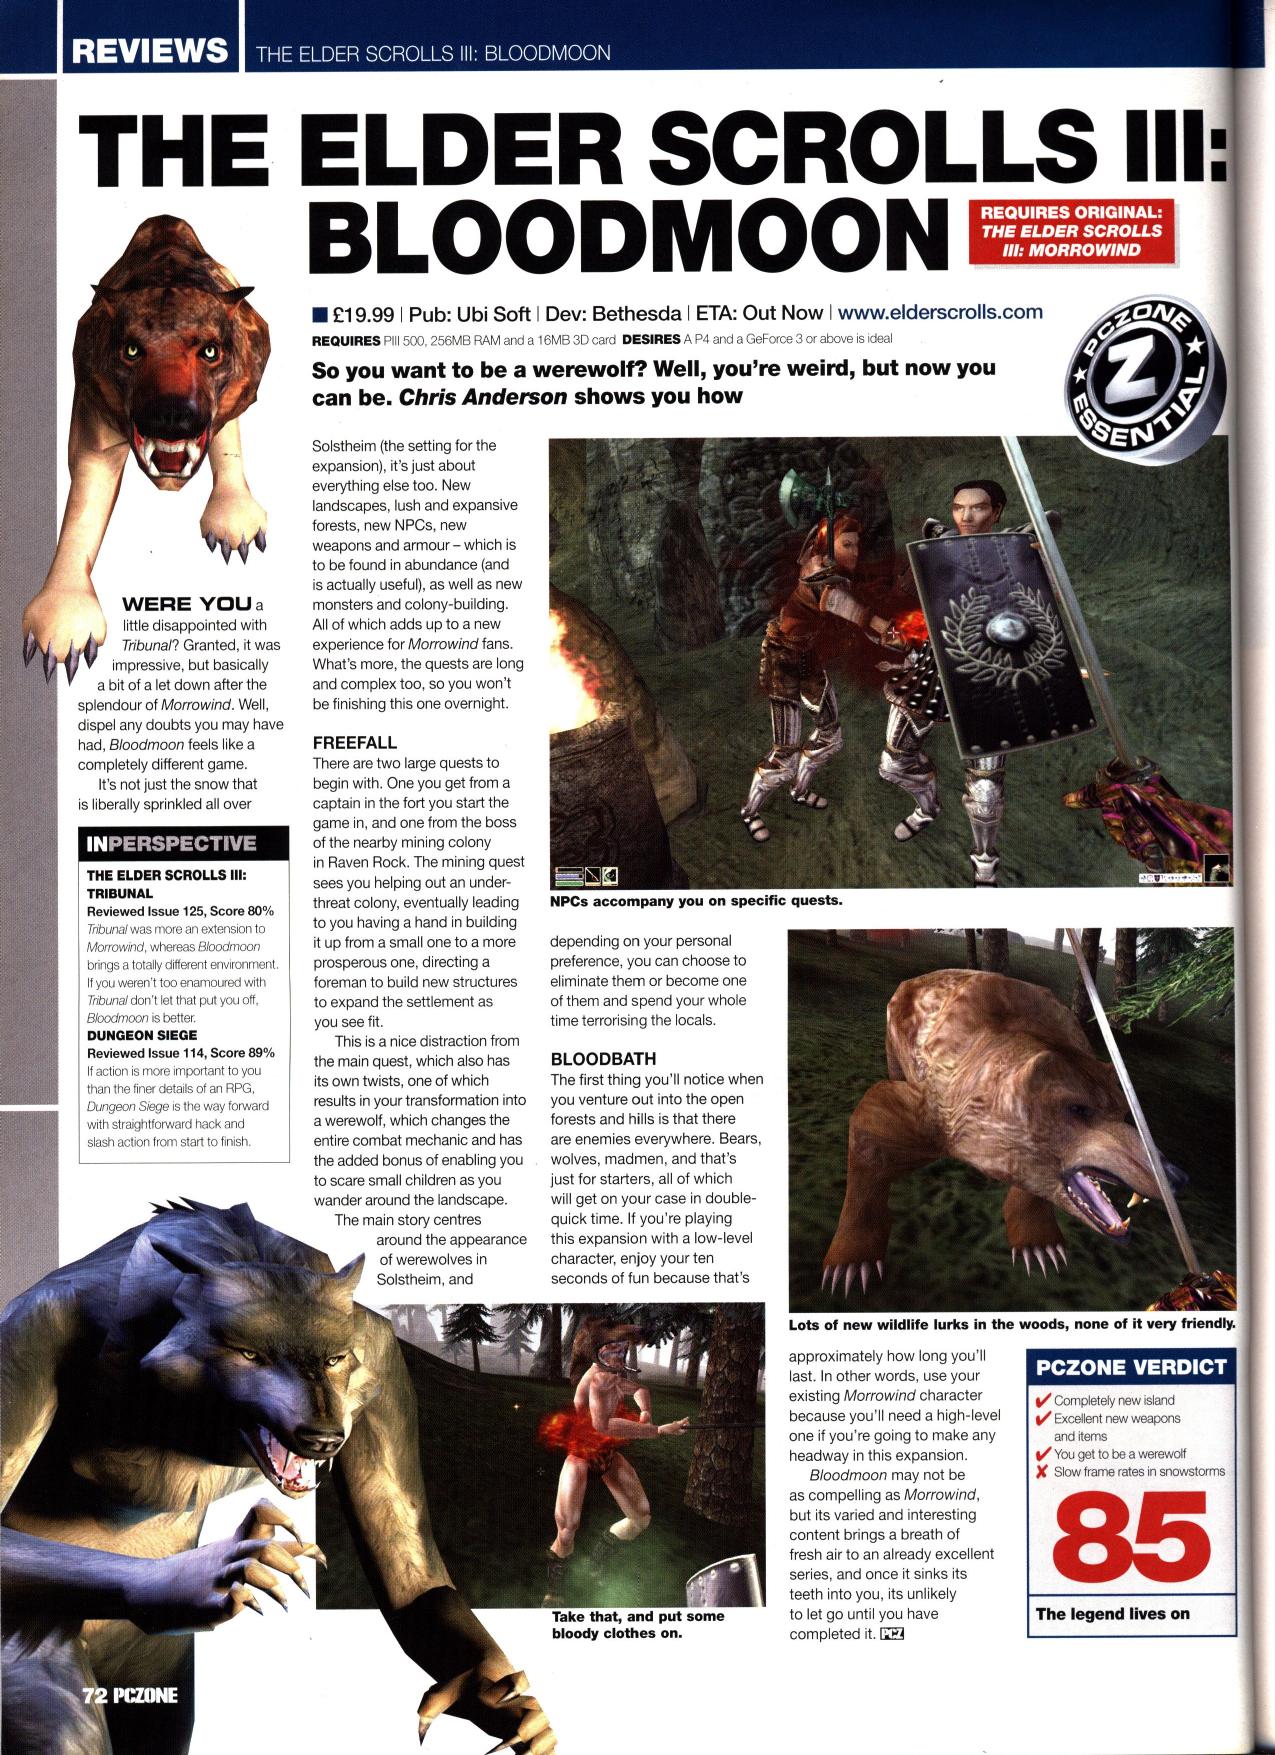 REVIEWS
THE ELDER SCROLLS III: BLOODMOON
THE ELDER SCROLLS III:
BLOODMOON
REQUIRES ORIGINAL:
THE ELDER SCROLLS
III: MORROWIND
£19.99 | Pub: Ubi Soft | Dev: Bethesda | ETA: Out Now | www.elderscrolls.com
REQUIRES PIII 500, 256MB RAM and a 16MB 3D card DESIRES A P4 and a GeForce 3 or above is ideal
So you want to be a werewolf? Well, you're weird, but now you
can be. Chris Anderson shows you how
PCZONE
Z
ESSENTIAL
WERE YOU a
little disappointed with
Tribunal? Granted, it was
impressive, but basically
a bit of a let down after the
splendour of Morrowind. Well,
dispel any doubts you may have
had, Bloodmoon feels like a
completely different game.
It's not just the snow that
is liberally sprinkled all over
INPERSPECTIVE
THE ELDER SCROLLS III:
TRIBUNAL
Reviewed Issue 125, Score 80%
Tribunal was more an extension to
Morrowind, whereas Bloodmoon
brings a totally different environment.
If you weren't too enamoured with
Tribunal don't let that put you off,
Bloodmoon is better.
DUNGEON SIEGE
Reviewed Issue 114, Score 89%
If action is more important to you
than the finer details of an RPG,
Dungeon Siege is the way forward
with straightforward hack and
slash action from start to finish.
Solstheim (the setting for the
expansion), it's just about
everything else too. New
landscapes, lush and expansive
forests, new NPCs, new
weapons and armour – which is
to be found in abundance (and
is actually useful), as well as new
monsters and colony-building.
All of which adds up to a new
experience for Morrowind fans.
What's more, the quests are long
and complex too, so you won't
be finishing this one overnight.
FREEFALL
There are two large quests to
begin with. One you get from a
captain in the fort you start the
game in, and one from the boss
of the nearby mining colony
in Raven Rock. The mining quest
sees you helping out an under-
threat colony, eventually leading
to you having a hand in building
it up from a small one to a more
prosperous one, directing a
foreman to build new structures
to expand the settlement as
you see fit.
This is a nice distraction from
the main quest, which also has
its own twists, one of which
results in your transformation into
a werewolf, which changes the
entire combat mechanic and has
the added bonus of enabling you
to scare small children as you
wander around the landscape.
The main story centres
around the appearance
of werewolves in
Solstheim, and
NPCs accompany you on specific quests.
depending on your personal
preference, you can choose to
eliminate them or become one
of them and spend your whole
time terrorising the locals.
BLOODBATH
The first thing you'll notice when
you venture out into the open
forests and hills is that there
are enemies everywhere. Bears,
wolves, madmen, and that's
just for starters, all of which
will get on your case in double-
quick time. If you're playing
this expansion with a low-level
character, enjoy your ten
seconds of fun because that's
Take that, and put some
bloody clothes on.
Lots of new wildlife lurks in the woods, none of it very friendly.
approximately how long you'll
last. In other words, use your
existing Morrowind character
because you'll need a high-level
one if you're going to make any
headway in this expansion.
Bloodmoon may not be
as compelling as Morrowind,
but its varied and interesting
content brings a breath of
fresh air to an already excellent
series, and once it sinks its
teeth into you, its unlikely
to let go until you have
completed it. PCZ
PCZONE VERDICT
✔ Completely new island
✔ Excellent new weapons
and items
✔ You get to be a werewolf
✘ Slow frame rates in snowstorms
85
The legend lives on
72 PCZONE